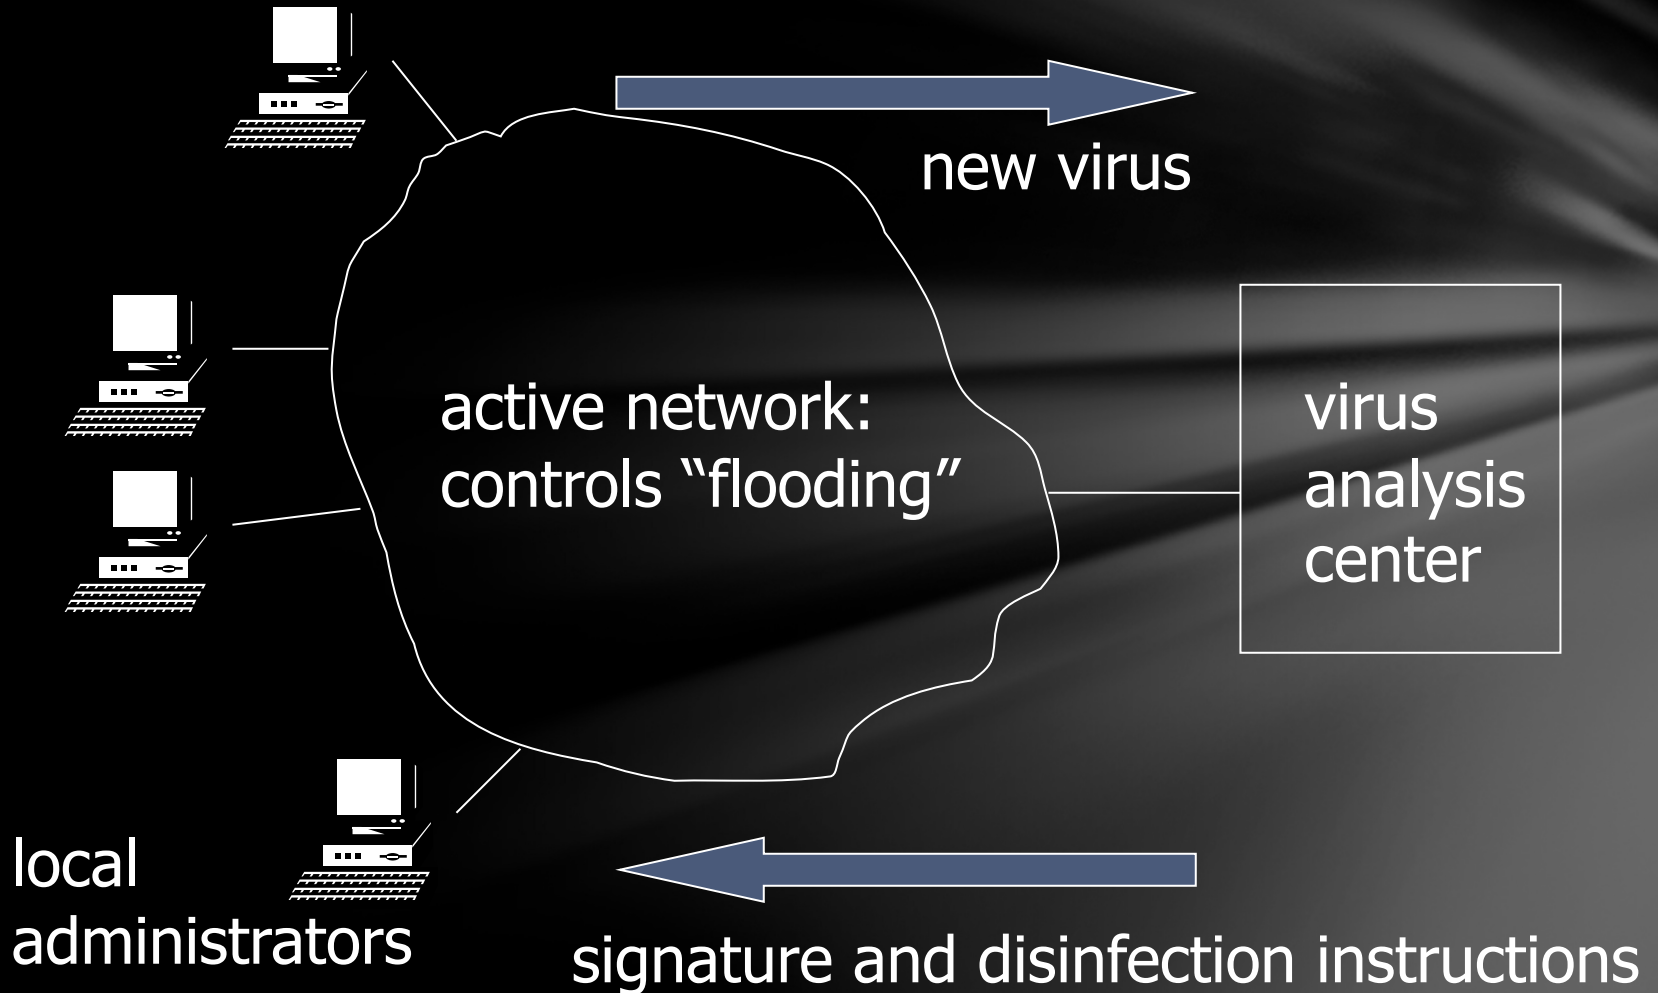 new virus
active network:
controls “flooding”
virus
analysis
center
local
administrators
signature and disinfection instructions